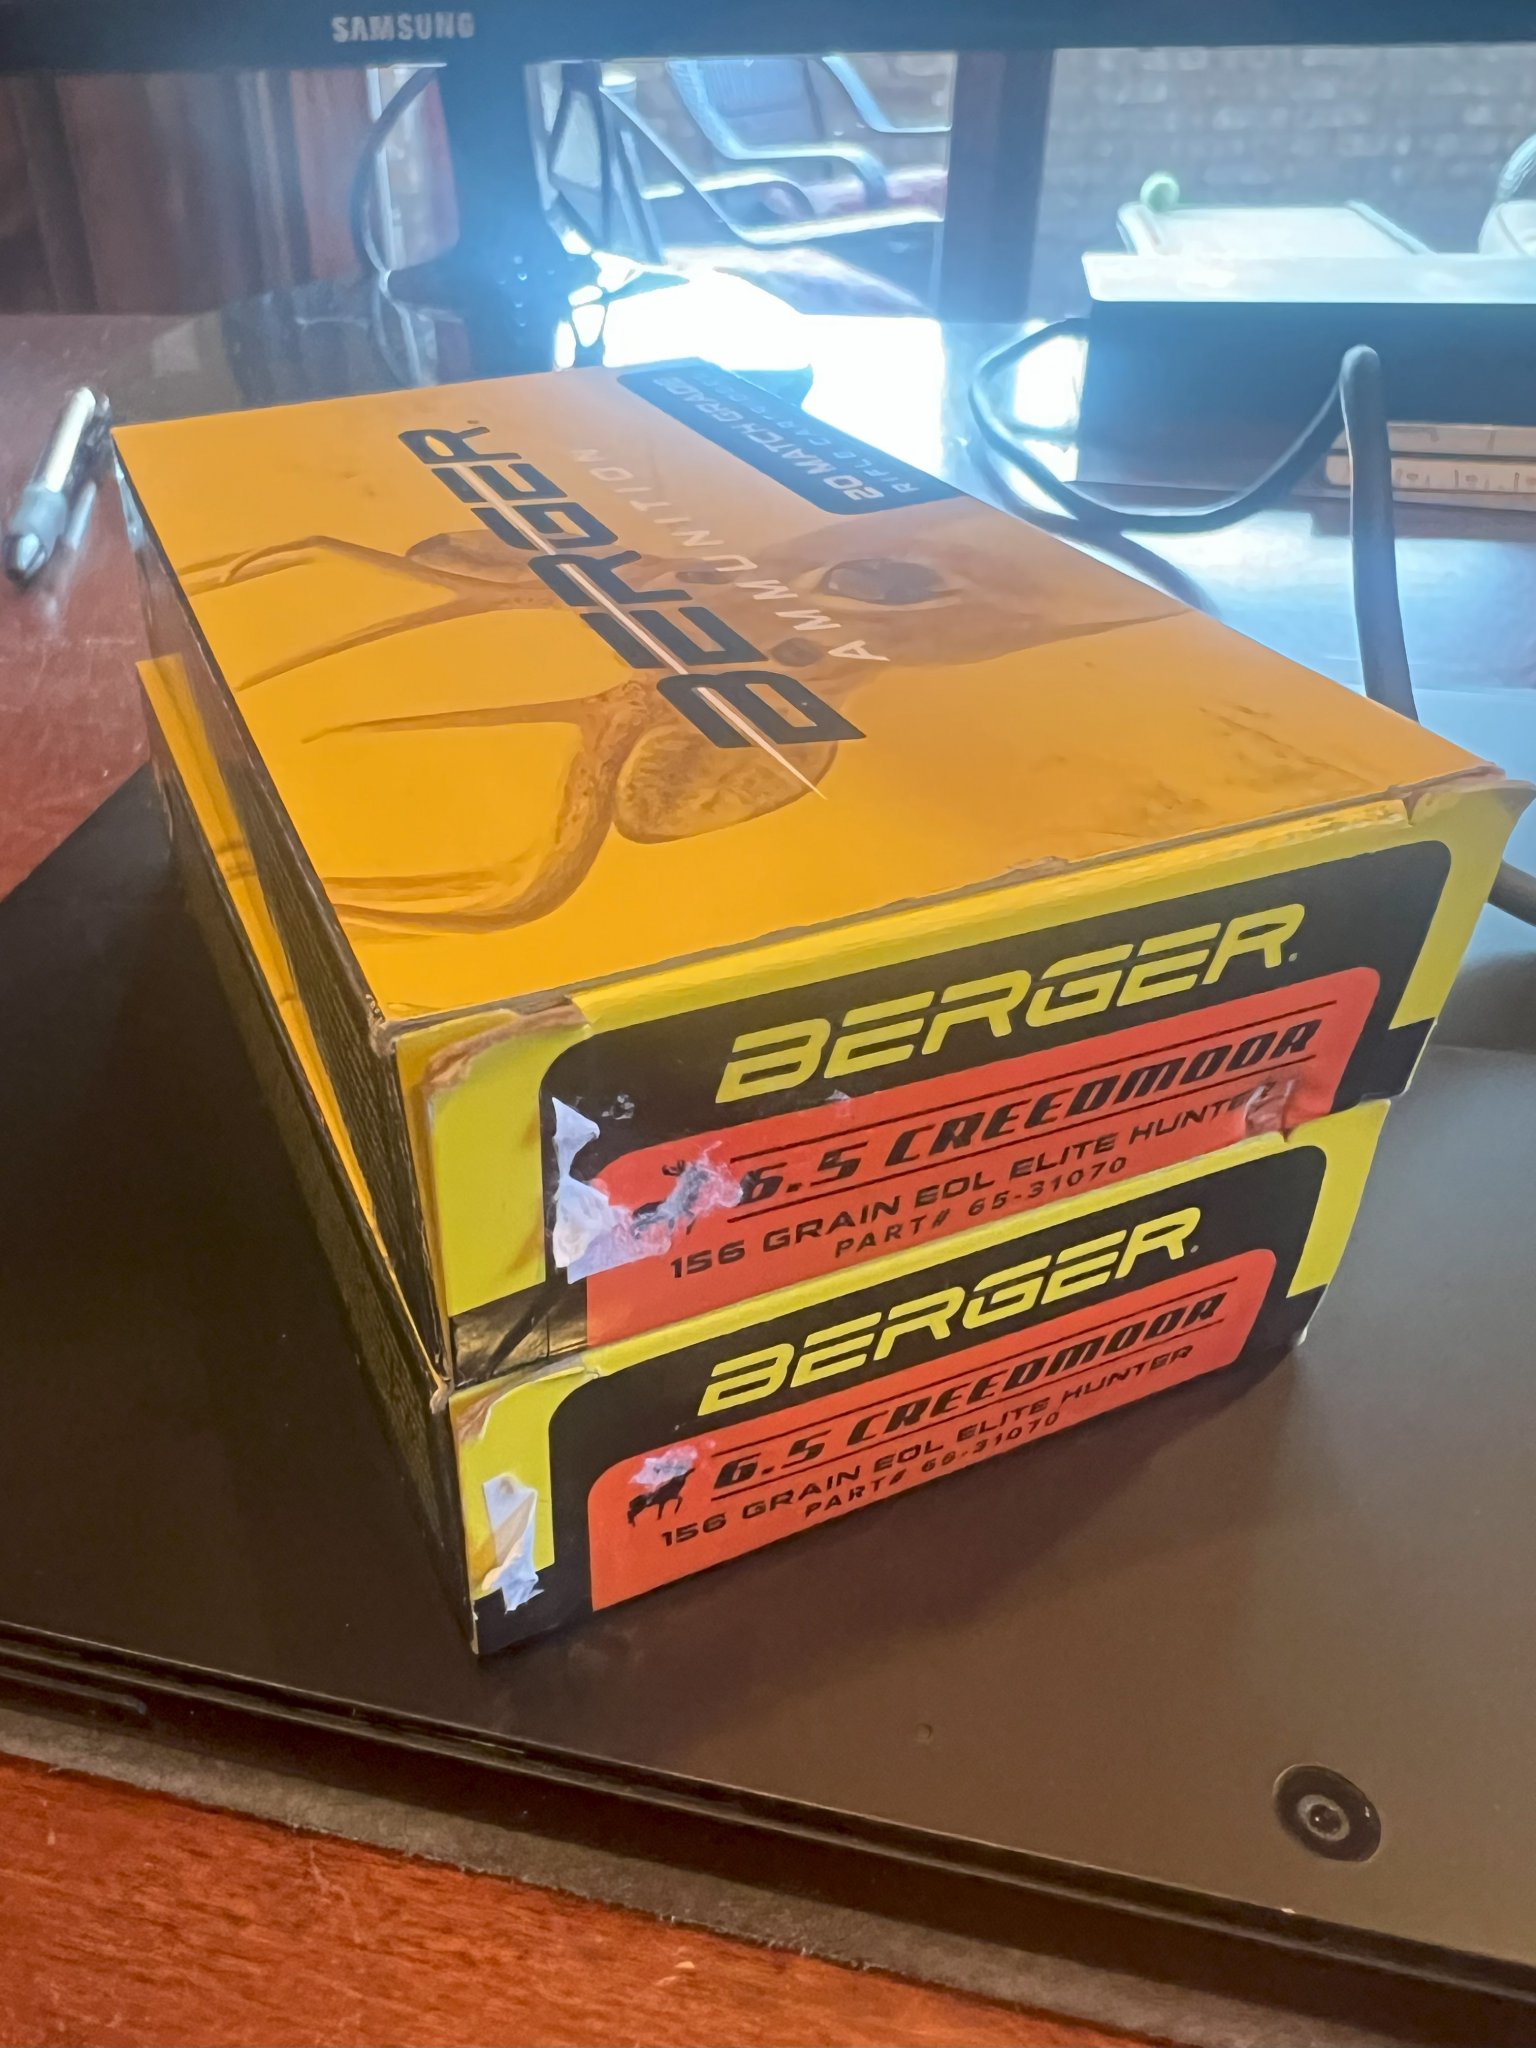 SAMSUNG
BERGER.
AMMUNITION
20 MATCH GRADE
RIFLE
BERGER.
6.5 CREEDMOOR
156 GRAIN EOL ELITE HUNTER
PART# 65-31070
BERGER.
6.5 CREEDMOOR
156 GRAIN EOL ELITE HUNTER
PART# 65-31070